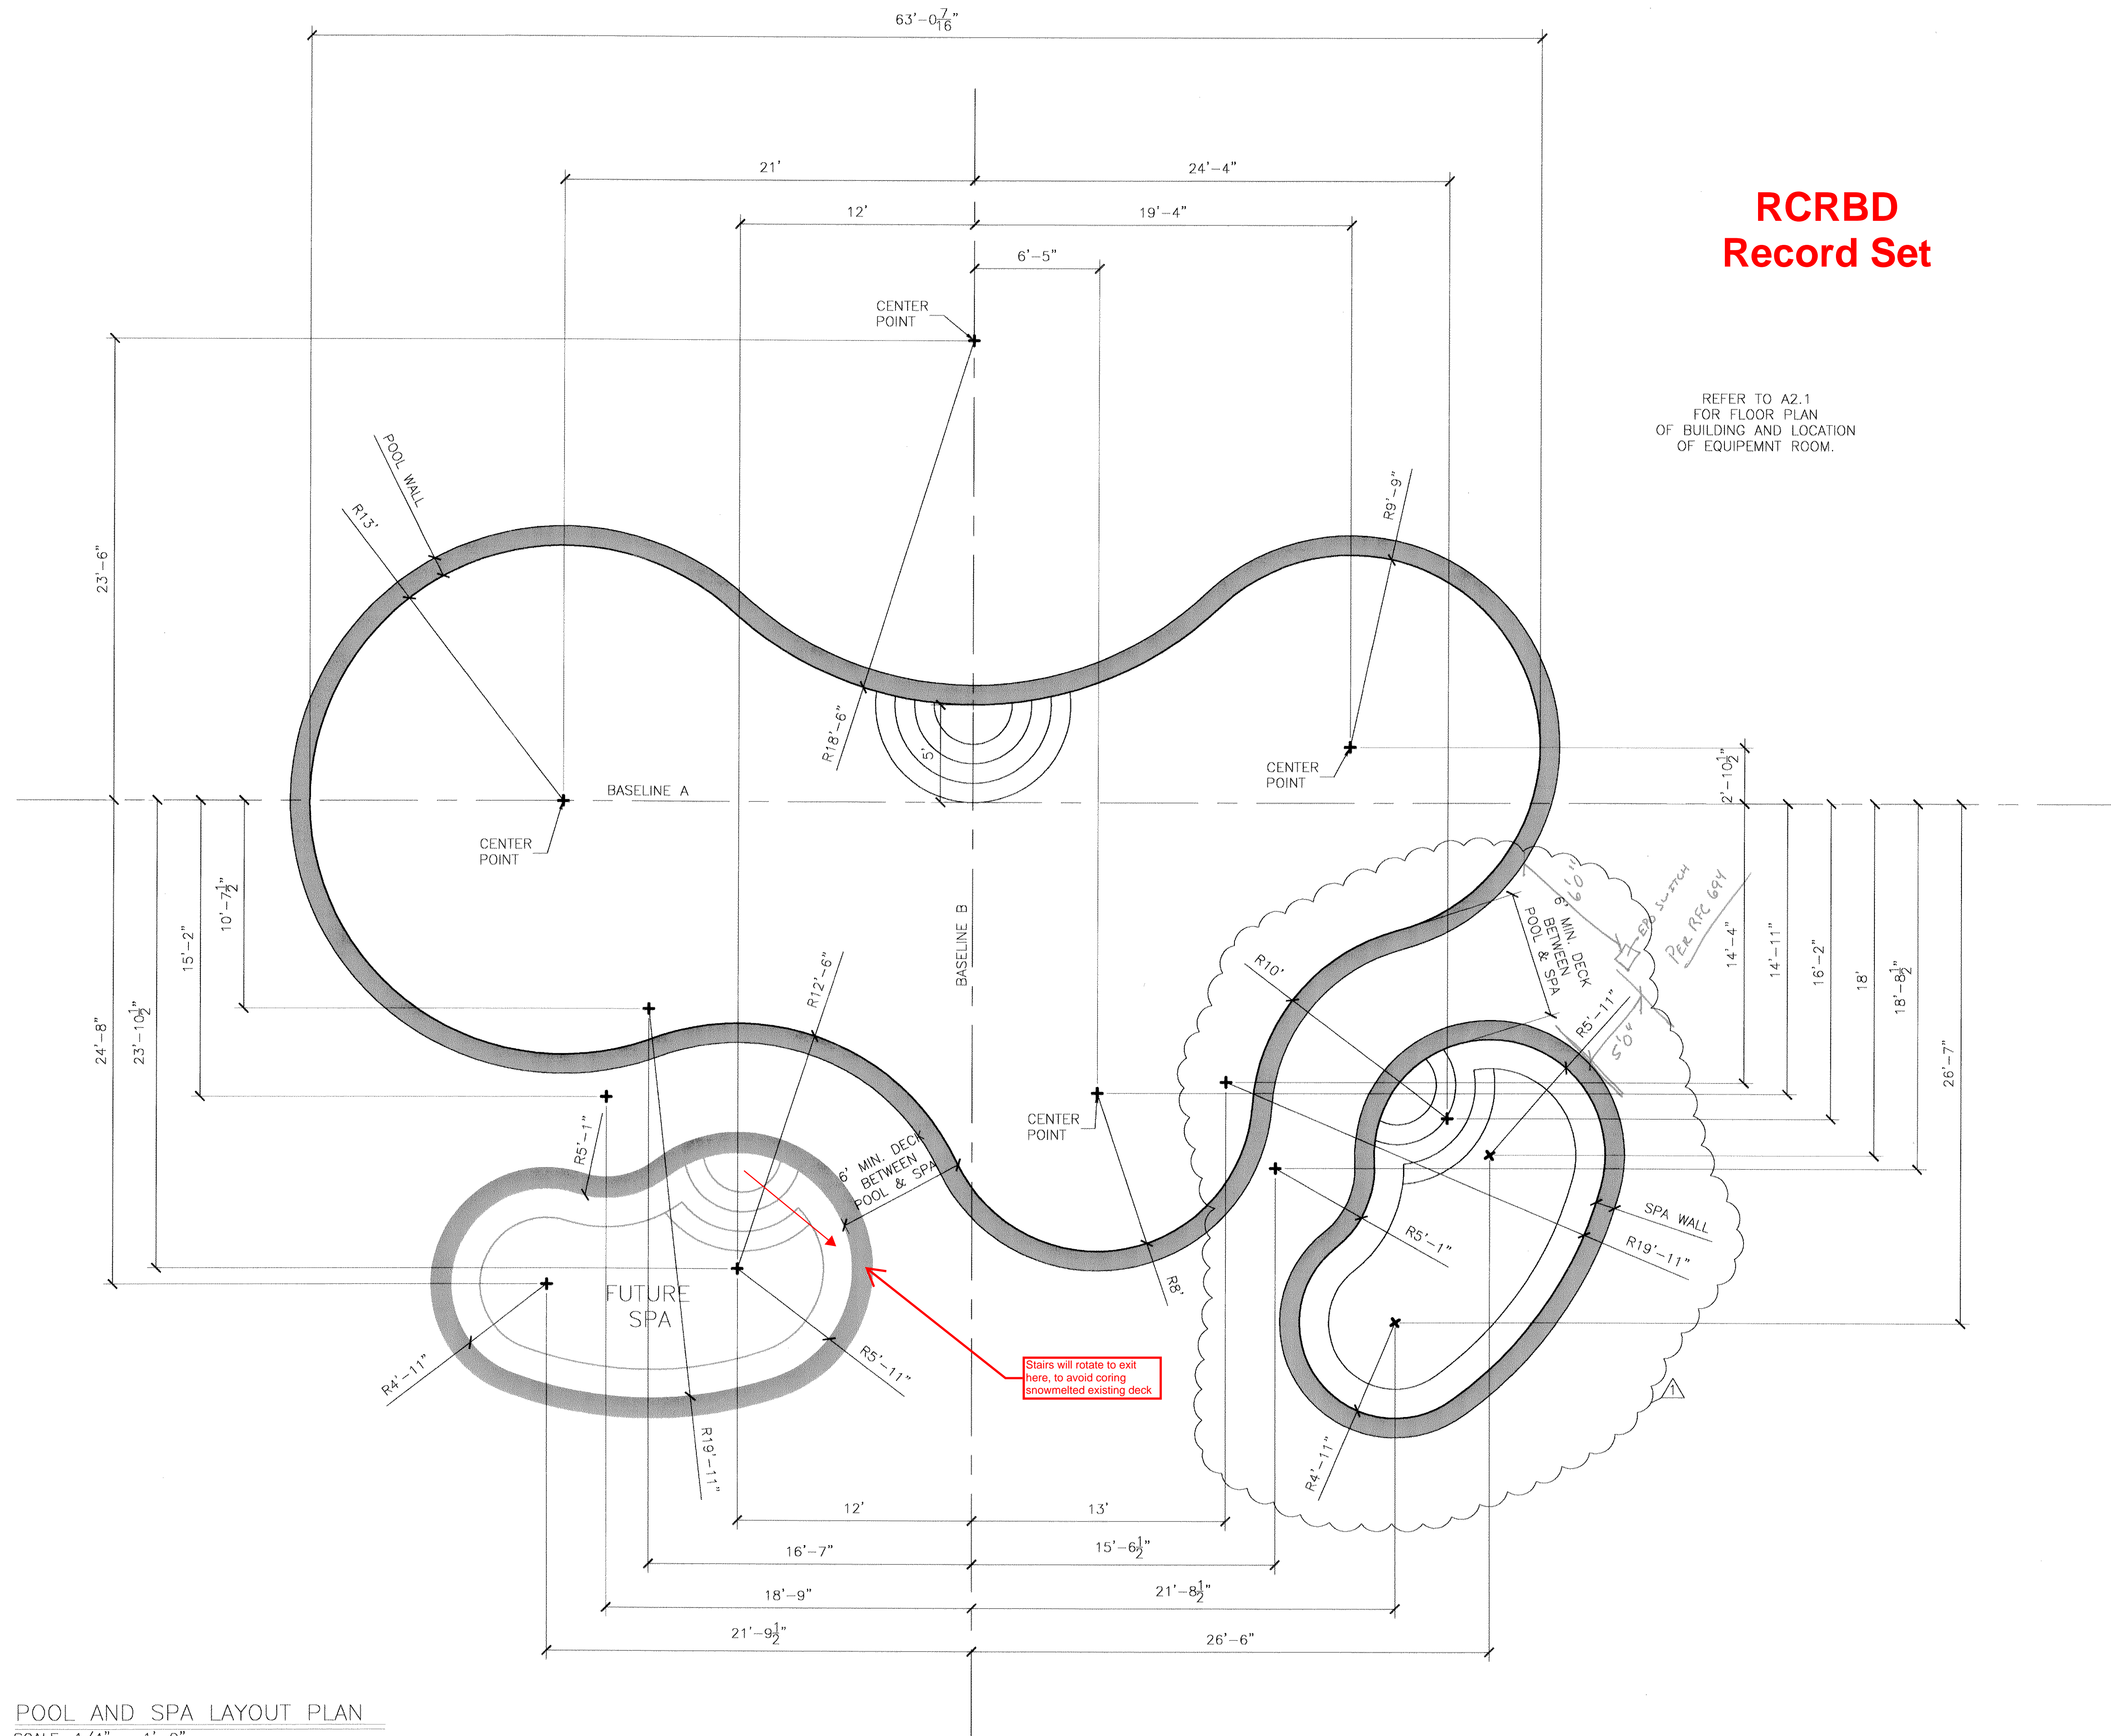 63'-0 7/16"
21'
24'-4"
12'
19'-4"
6'-5"
RCRBD
Record Set
CENTER
POINT
REFER TO A2.1
FOR FLOOR PLAN
OF BUILDING AND LOCATION
OF EQUIPEMNT ROOM.
POOL WALL
R13'
R9'-9"
23'-6"
R18'-6"
5'
CENTER
POINT
2'-10 1/2"
BASELINE A
CENTER
POINT
BASELINE B
10'-7 1/2"
15'-2"
23'-10 1/2"
24'-8"
R12'-6"
R10'
6'0"
EPO SWITCH
PER RFC 694
6' MIN. DECK
BETWEEN
POOL & SPA
R5'-11"
5'0"
14'-4"
14'-11"
16'-2"
18'
18'-8 1/2"
26'-7"
CENTER
POINT
R5'-1"
6' MIN. DECK
BETWEEN
POOL & SPA
SPA WALL
R5'-1"
R19'-11"
R8'
FUTURE
SPA
R4'-11"
R5'-11"
Stairs will rotate to exit
here, to avoid coring
snowmelted existing deck
1
R19'-11"
R4'-11"
12'
13'
16'-7"
15'-6 1/2"
18'-9"
21'-8 1/2"
21'-9 1/2"
26'-6"
POOL AND SPA LAYOUT PLAN